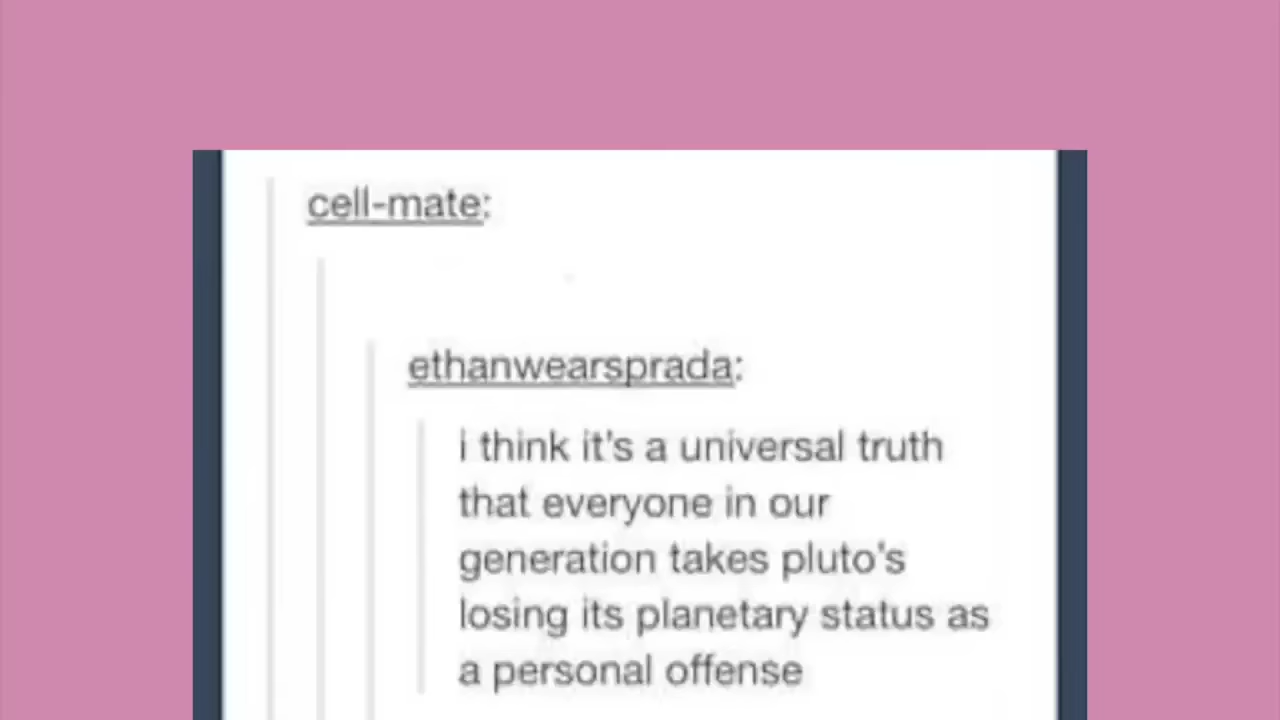 cell-mate:
ethanwearsprada:
i think it's a universal truth
that everyone in our
generation takes pluto's
losing its planetary status as
a personal offense